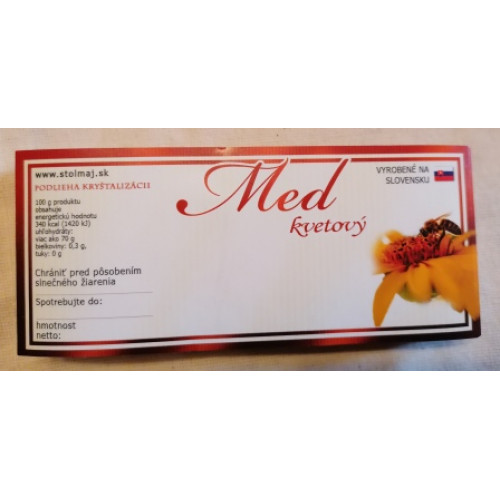 www.stolmaj.sk
PODLIEHA KRYŠTALIZÁCII
100 g produktu
obsahuje
energetickú hodnotu
340 kcal (1420 kJ)
uhľohydráty:
viac ako 70 g
bielkoviny: 0,3 g,
tuky: 0 g
Chrániť pred pôsobením
slnečného žiarenia
Spotrebujte do:
hmotnost
netto:
Med
kvetový
VYROBENÉ NA
SLOVENSKU